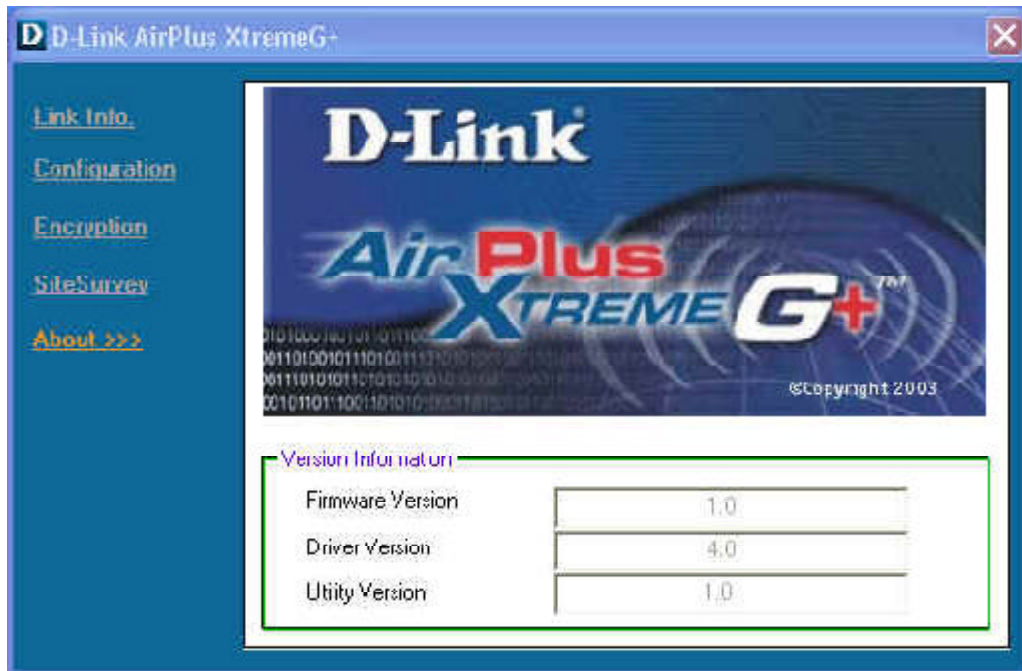 D D-Link AirPlus XtremeG+
Link Info.
Configuration
Encryption
SiteSurvey
About >>>
D-Link
Air Plus
XTREME G+™
©Copyright 2003
Version Information
Firmware Version 1.0
Driver Version 4.0
Utility Version 1.0